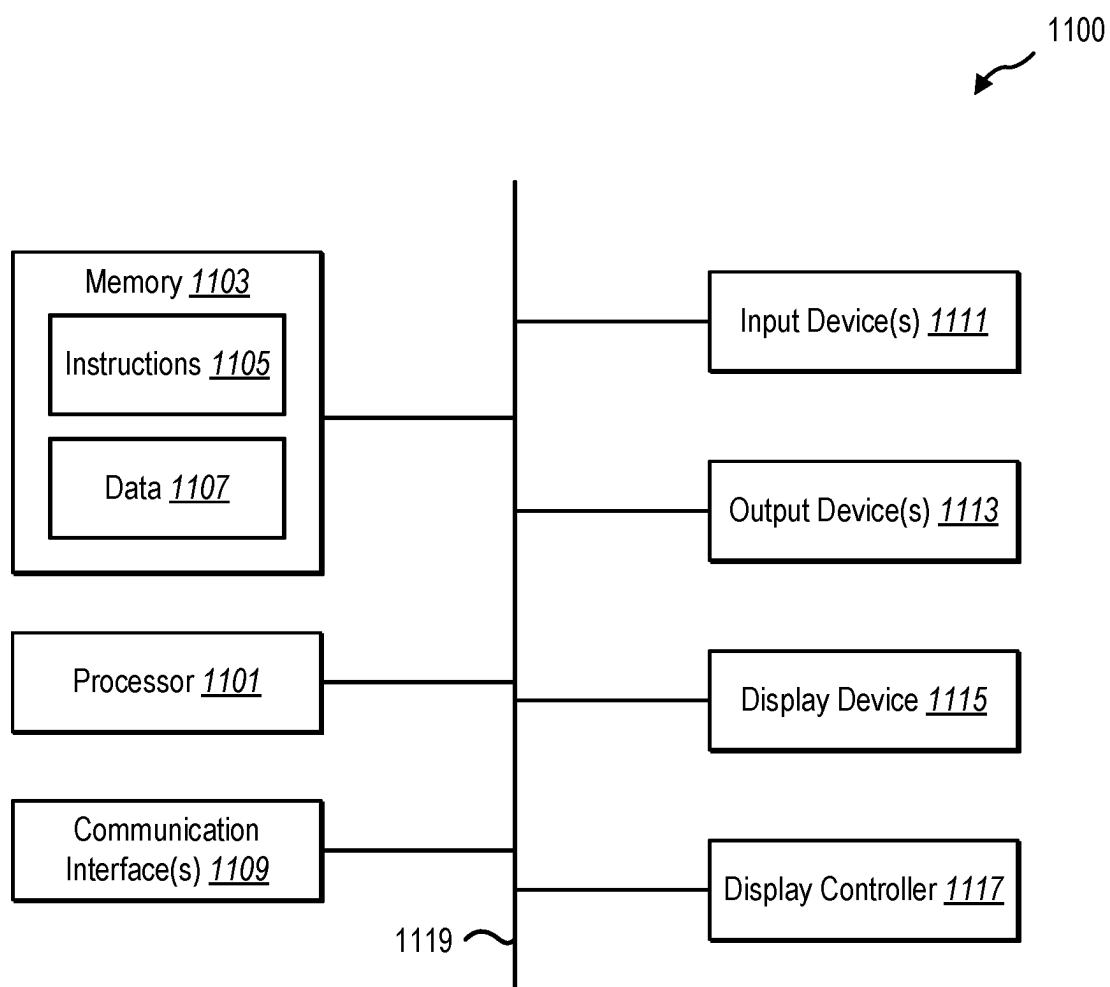 1100
Memory 1103
Instructions 1105
Data 1107
Processor 1101
Communication
Interface(s) 1109
Input Device(s) 1111
Output Device(s) 1113
Display Device 1115
Display Controller 1117
1119